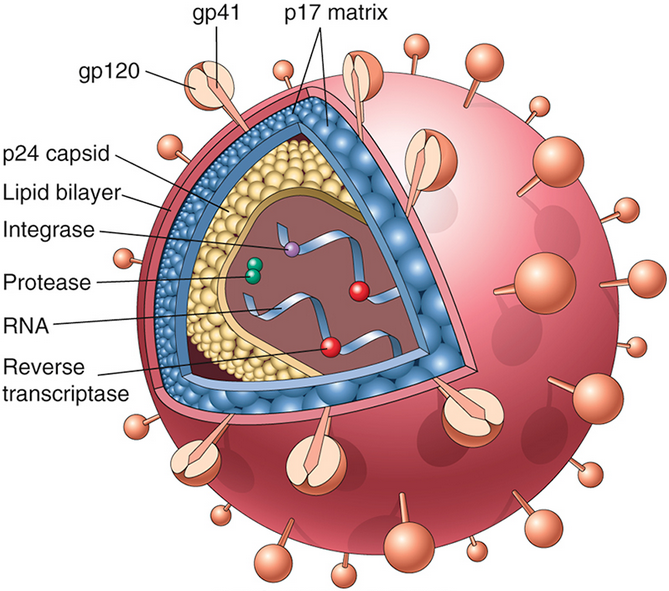 gp41
p17 matrix
gp120
p24 capsid
Lipid bilayer
Integrase
Protease
RNA
Reverse
transcriptase